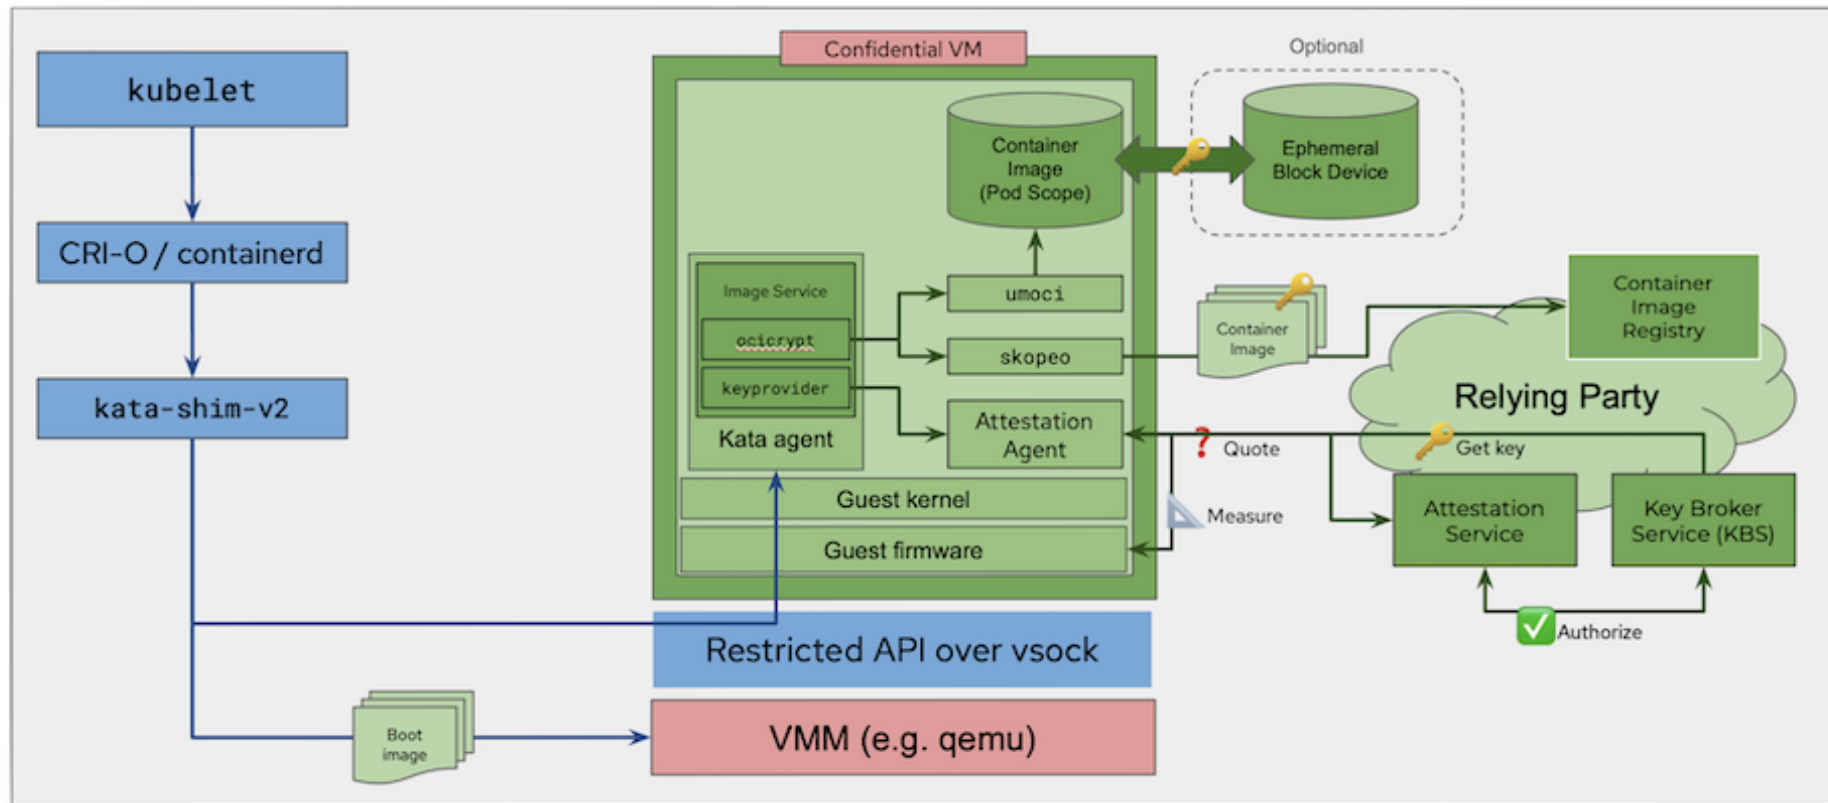 Confidential VM
Optional
kubelet
Container
Image
(Pod Scope)
Ephemeral
Block Device
CRI-O / containerd
Image Service
umoci
ocicrypt
skopeo
keyprovider
Kata agent
Attestation
Agent
Container
Image
Container
Image
Registry
Relying Party
kata-shim-v2
? Quote
Get key
Guest kernel
Measure
Attestation
Service
Key Broker
Service (KBS)
Guest firmware
Authorize
Restricted API over vsock
Boot
image
VMM (e.g. qemu)